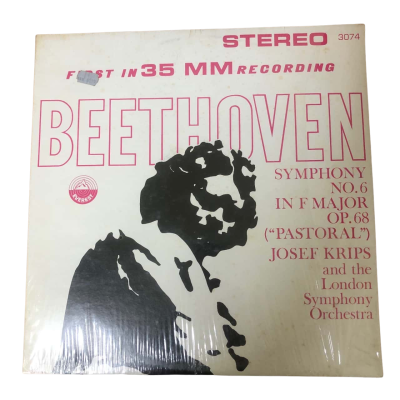 STEREO 3074
FIRST IN 35 MM RECORDING
BEETHOVEN
EVEREST
SYMPHONY
NO.6
IN F MAJOR
OP.68
("PASTORAL")
JOSEF KRIPS
and the
London
Symphony
Orchestra